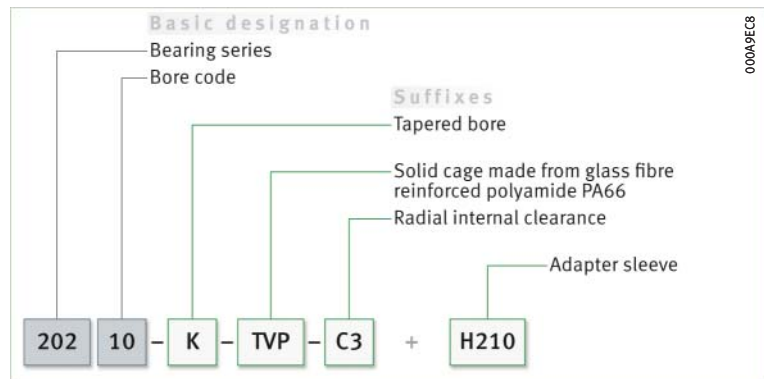 Basic designation
Bearing series
Bore code
Suffixes
Tapered bore
Solid cage made from glass fibre
reinforced polyamide PA66
Radial internal clearance
Adapter sleeve
202 10 – K – TVP – C3 + H210
000A9EC8